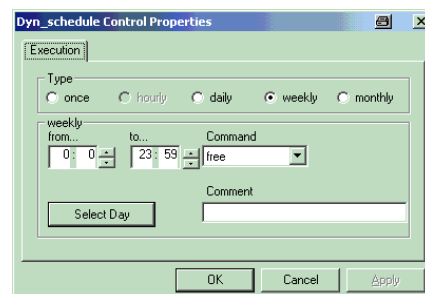 Dyn_schedule Control Properties
Execution
Type
once hourly daily weekly monthly
weekly
from... to... Command
0: 0 23: 59 free
Comment
Select Day
OK Cancel Apply